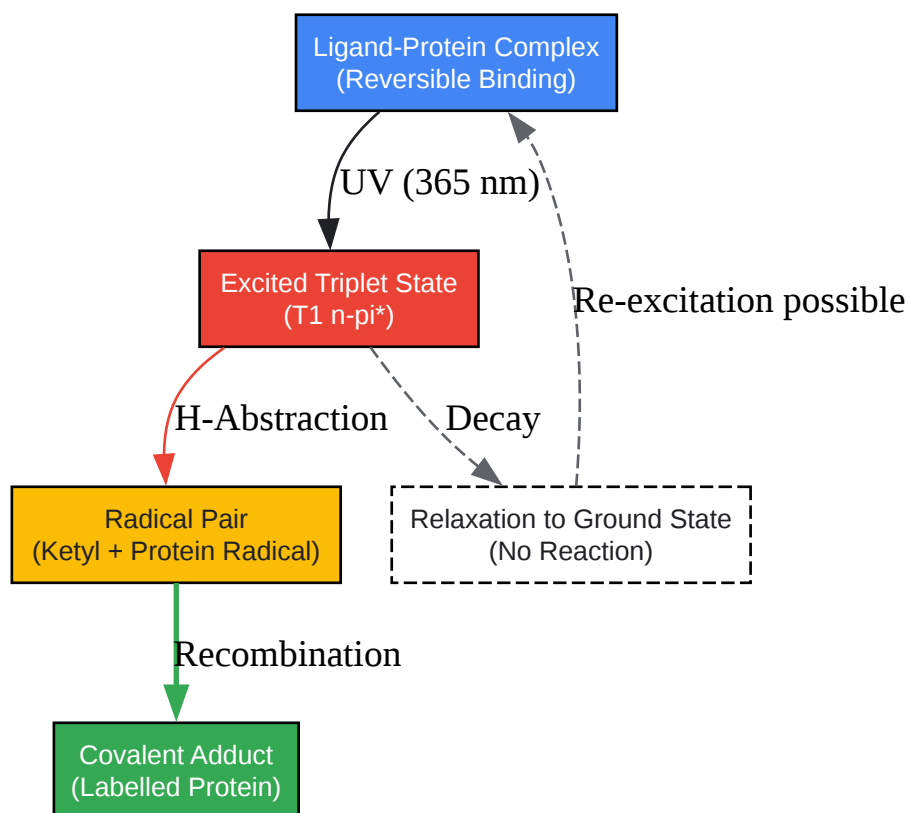 Ligand-Protein Complex
(Reversible Binding)
UV (365 nm)
Excited Triplet State
(T1 n-pi*)
Re-excitation possible
H-Abstraction
Decay
Radical Pair
(Ketyl + Protein Radical)
Relaxation to Ground State
(No Reaction)
Recombination
Covalent Adduct
(Labelled Protein)